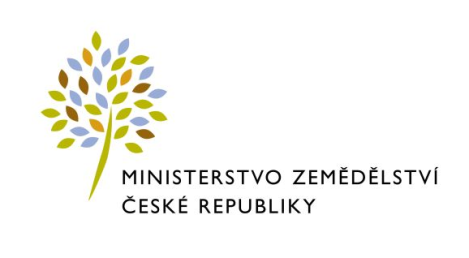 MINISTERSTVO ZEMĚDĚLSTVÍ
ČESKÉ REPUBLIKY